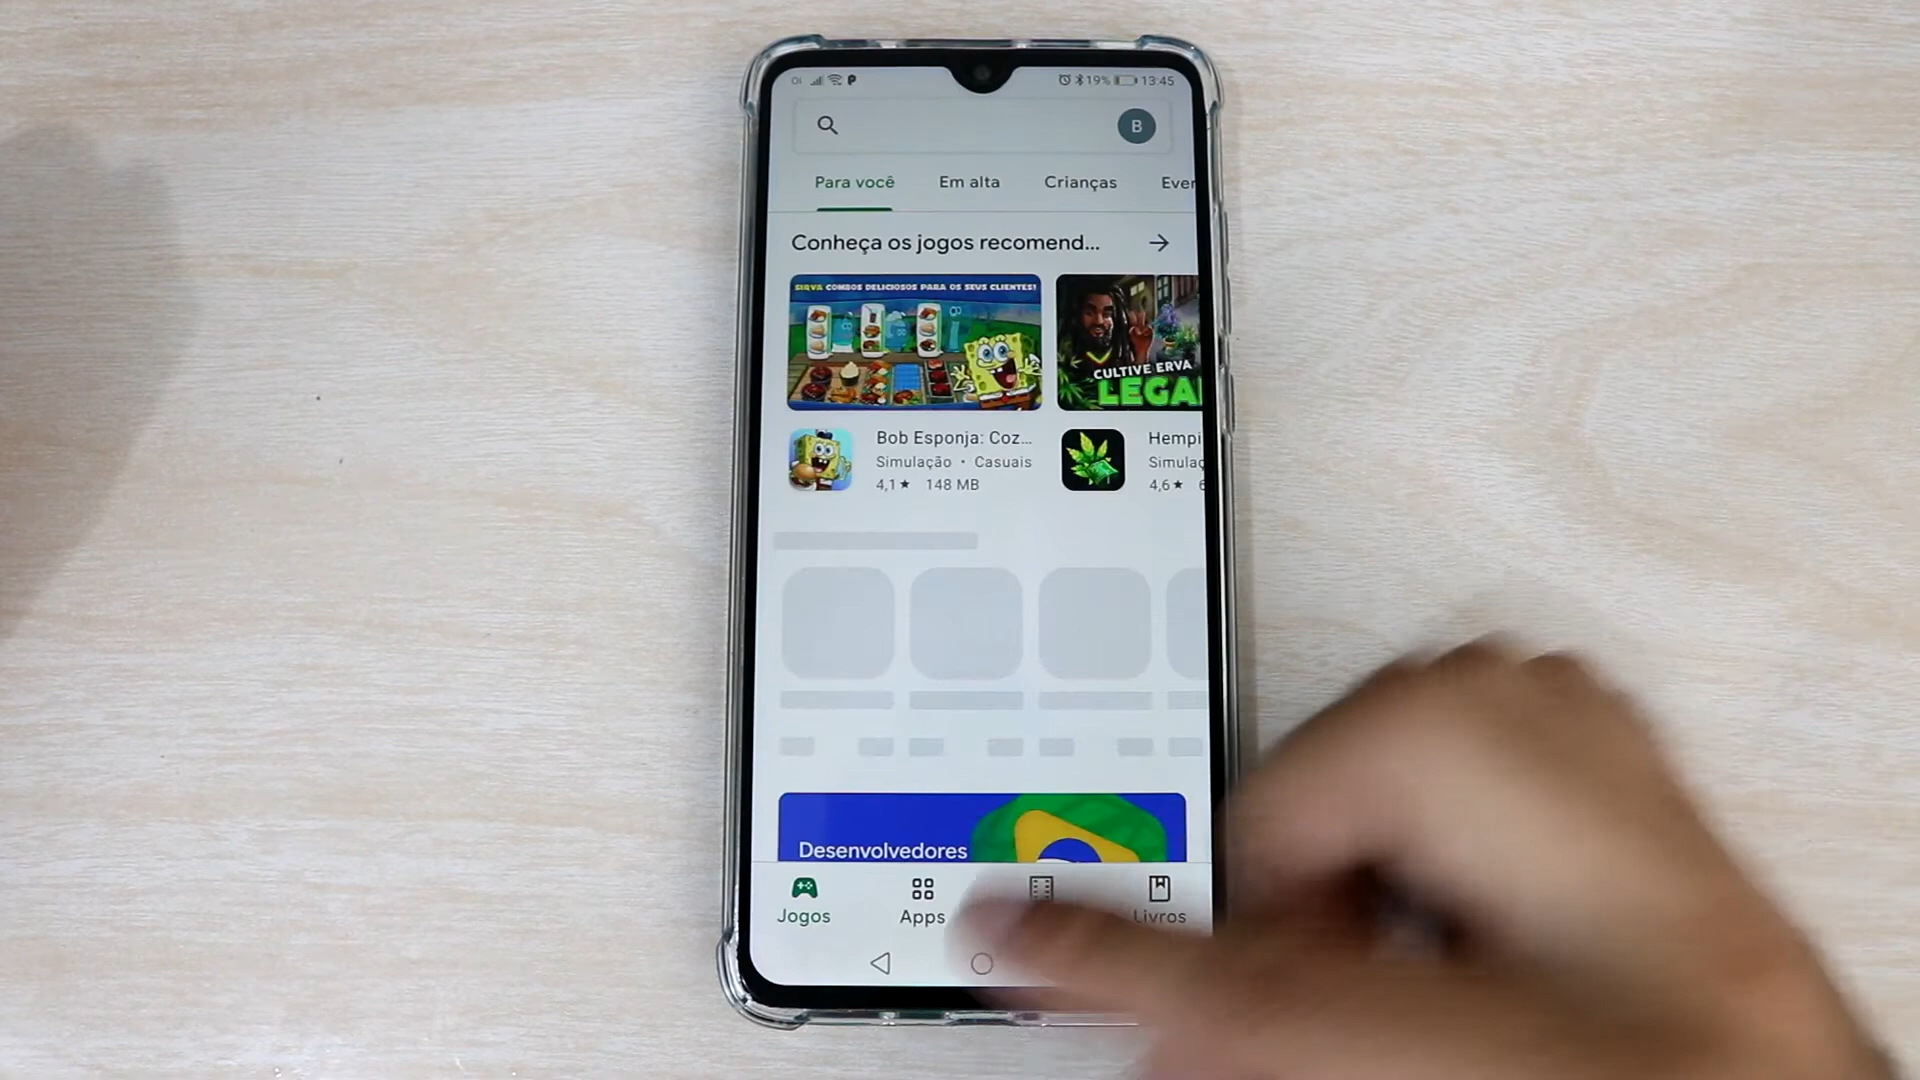 19% 13:45
B
Para você Em alta Crianças Even
Conheça os jogos recomend...
SIRVA COMBOS DELICIOSOS PARA OS SEUS CLIENTES!
CULTIVE ERVA
LEGAL
Bob Esponja: Coz...
Simulação • Casuais
4,1★ 148 MB
Hempi
Simulaç
4,6★
Desenvolvedores
Jogos Apps Livros